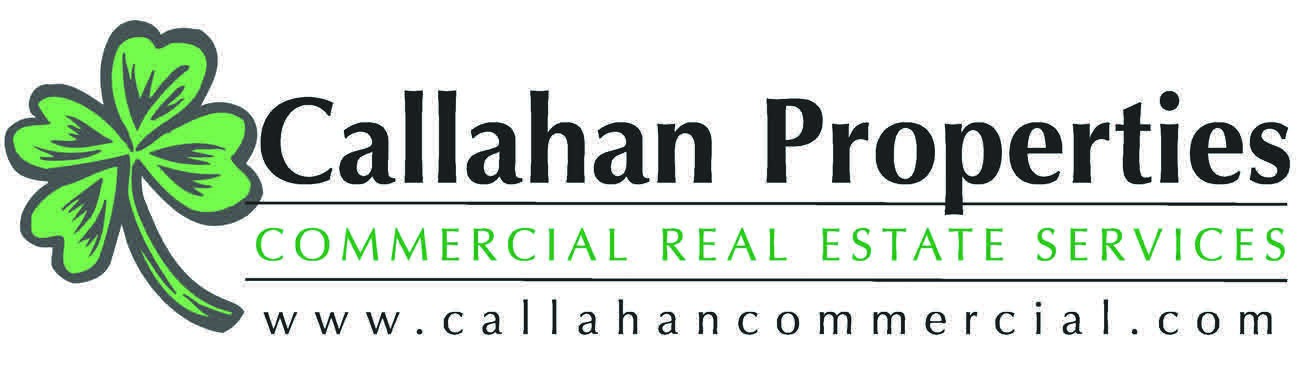 Callahan Properties
COMMERCIAL REAL ESTATE SERVICES
www.callahancommercial.com